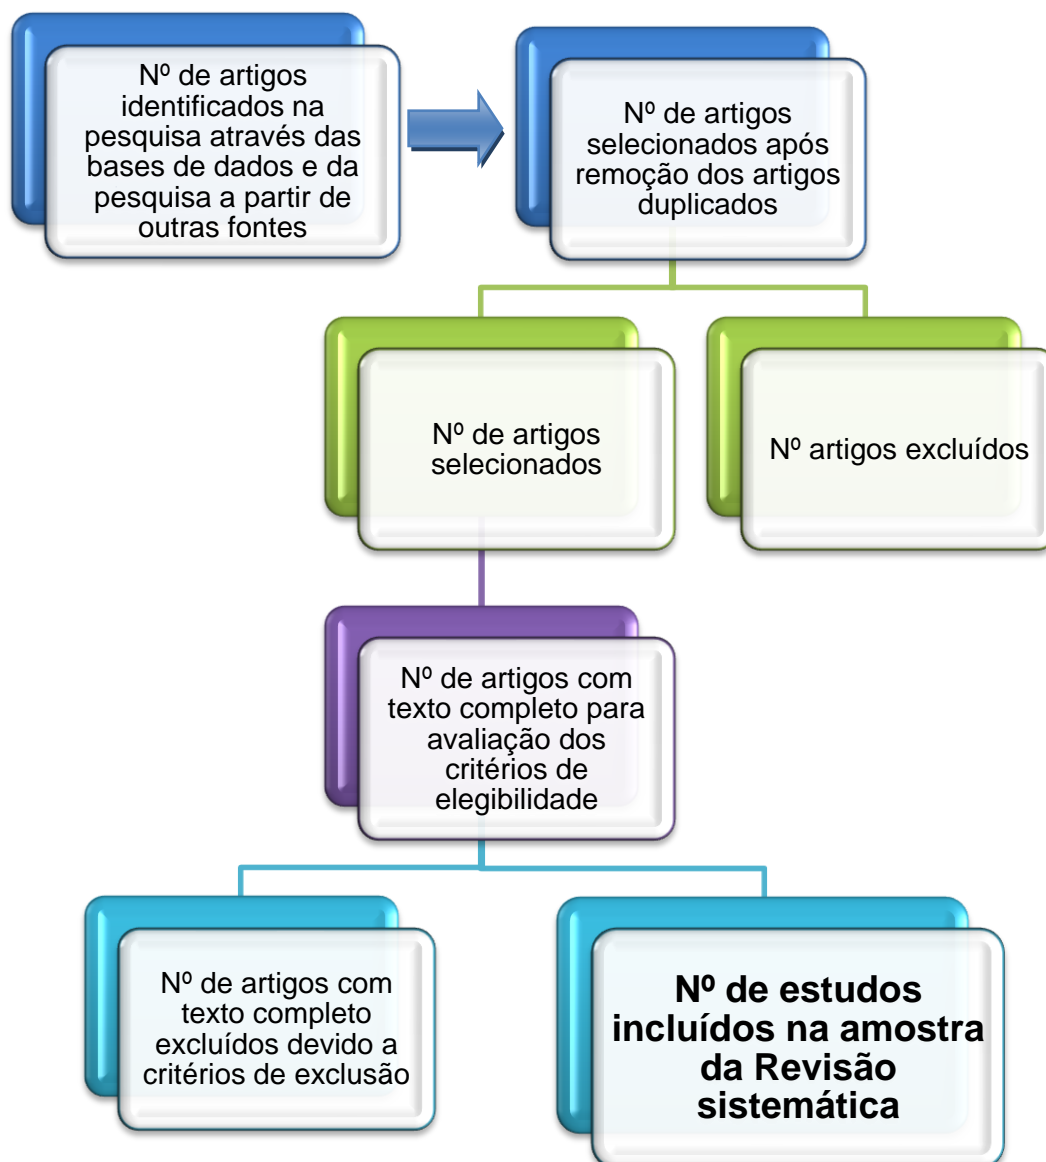 Nº de artigos
identificados na
pesquisa através das
bases de dados e da
pesquisa a partir de
outras fontes
Nº de artigos
selecionados após
remoção dos artigos
duplicados
Nº de artigos
selecionados
Nº artigos excluídos
Nº de artigos com
texto completo para
avaliação dos
critérios de
elegibilidade
Nº de artigos com
texto completo
excluídos devido a
critérios de exclusão
Nº de estudos
incluídos na amostra
da Revisão
sistemática